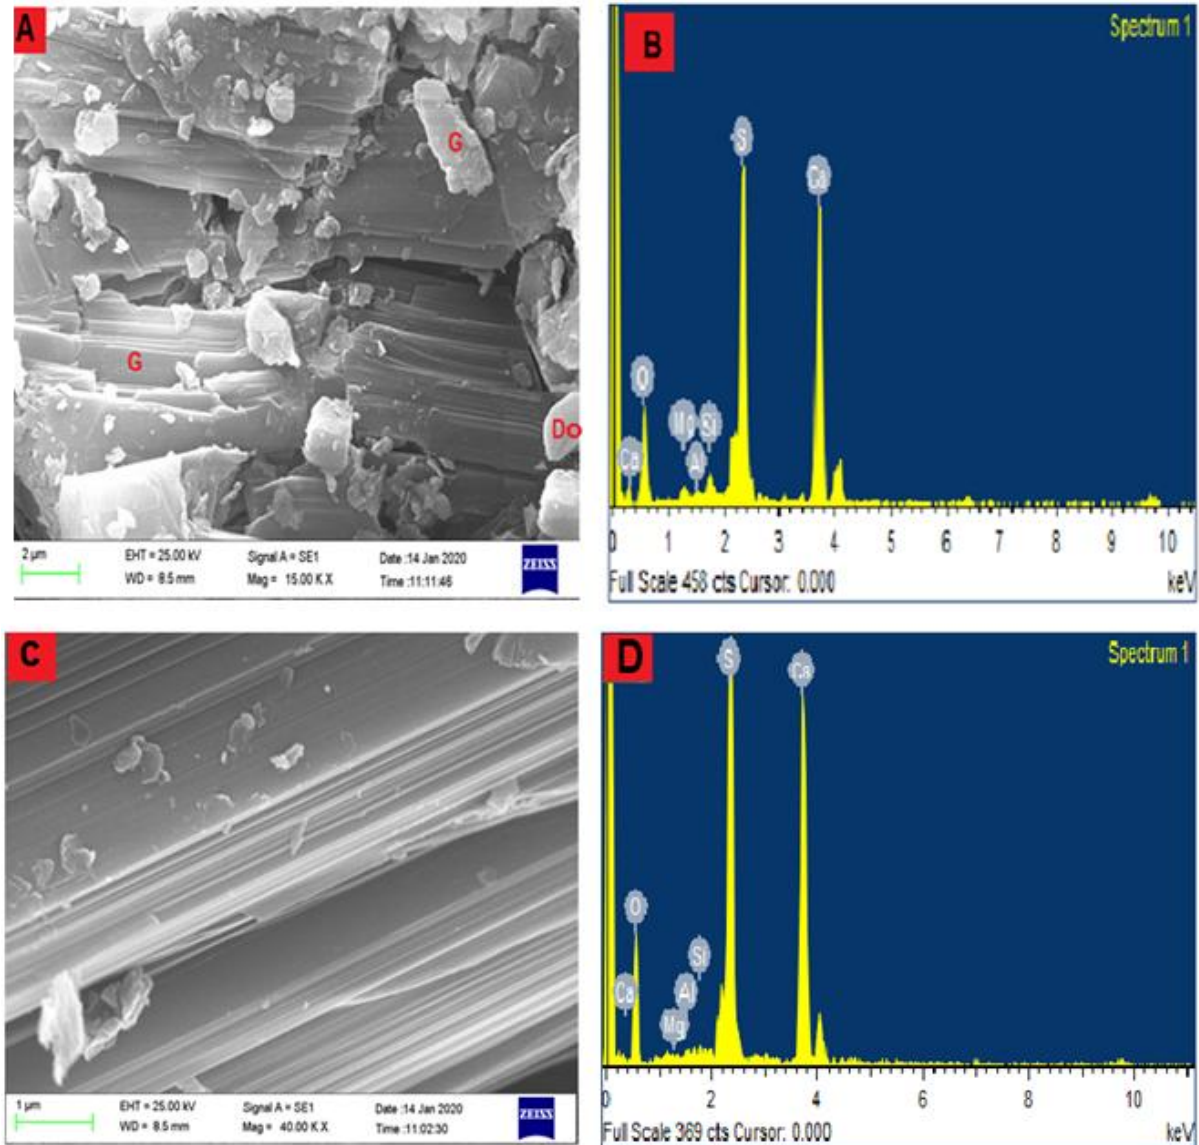 A
G
G
Do
2 µm
EHT = 25.00 kV
Signal A = SE1
Date :14 Jan 2020
WD = 8.5 mm
Mag = 15.00 K X
Time :11:11:46
ZEISS
B
Spectrum 1
S
Ca
O
Mg
Si
Ca
Al
0 1 2 3 4 5 6 7 8 9 10
Full Scale 458 cts Cursor: 0.000
keV
C
1 µm
EHT = 25.00 kV
Signal A = SE1
Date :14 Jan 2020
WD = 8.5 mm
Mag = 40.00 K X
Time :11:02:30
ZEISS
D
Spectrum 1
S
Ca
O
Si
Ca
Al
Mg
0 2 4 6 8 10
Full Scale 369 cts Cursor: 0.000
keV